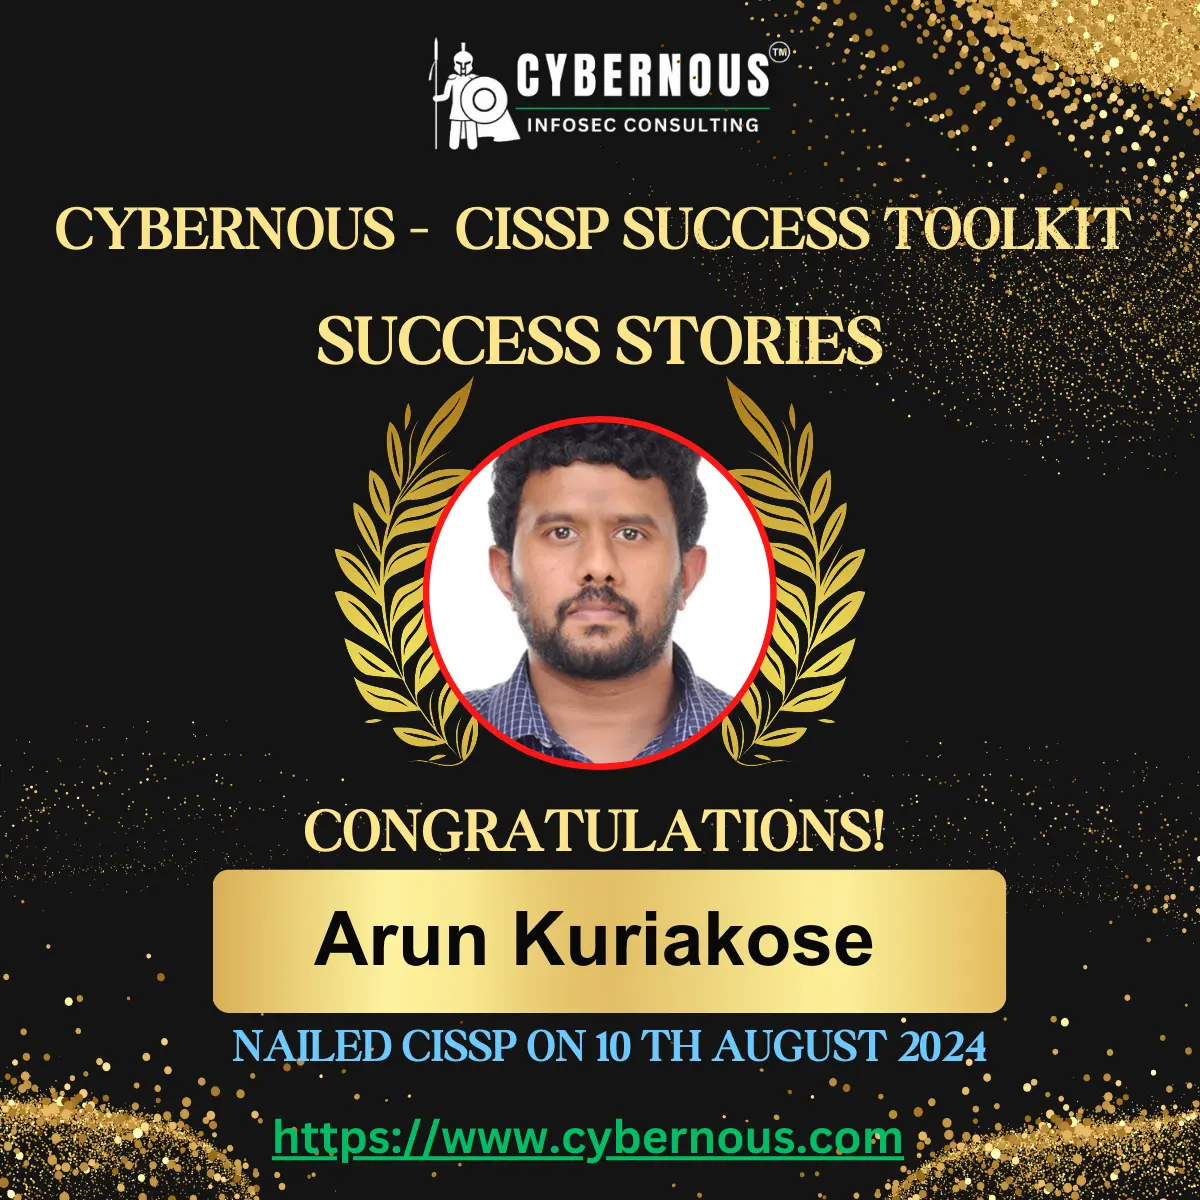 CYBERNOUS™
INFOSEC CONSULTING
CYBERNOUS - CISSP SUCCESS TOOLKIT
SUCCESS STORIES
CONGRATULATIONS!
Arun Kuriakose
NAILED CISSP ON 10 TH AUGUST 2024
https://www.cybernous.com